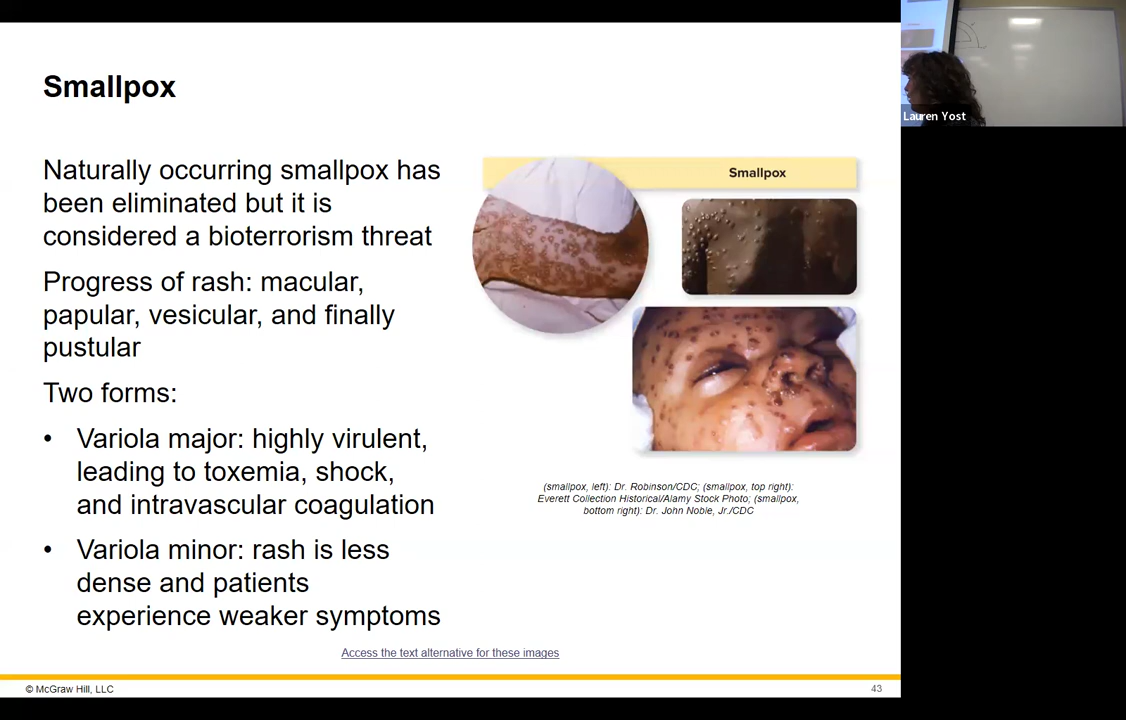 Smallpox
Naturally occurring smallpox has
been eliminated but it is
considered a bioterrorism threat
Progress of rash: macular,
papular, vesicular, and finally
pustular
Two forms:
• Variola major: highly virulent,
leading to toxemia, shock,
and intravascular coagulation
• Variola minor: rash is less
dense and patients
experience weaker symptoms
Smallpox
(smallpox, left): Dr. Robinson/CDC; (smallpox, top right):
Everett Collection Historical/Alamy Stock Photo; (smallpox,
bottom right): Dr. John Noble, Jr./CDC
Access the text alternative for these images
© McGraw Hill, LLC
43
Lauren Yost